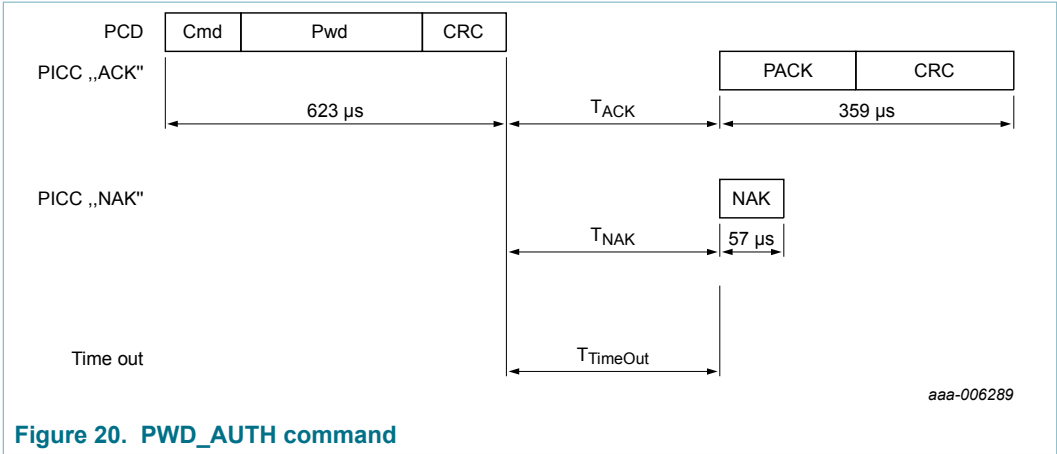 PCD Cmd Pwd CRC
PICC ,,ACK" PACK CRC
623 µs TACK 359 µs
PICC ,,NAK" NAK
TNAK 57 µs
Time out TTimeOut
aaa-006289
Figure 20. PWD_AUTH command